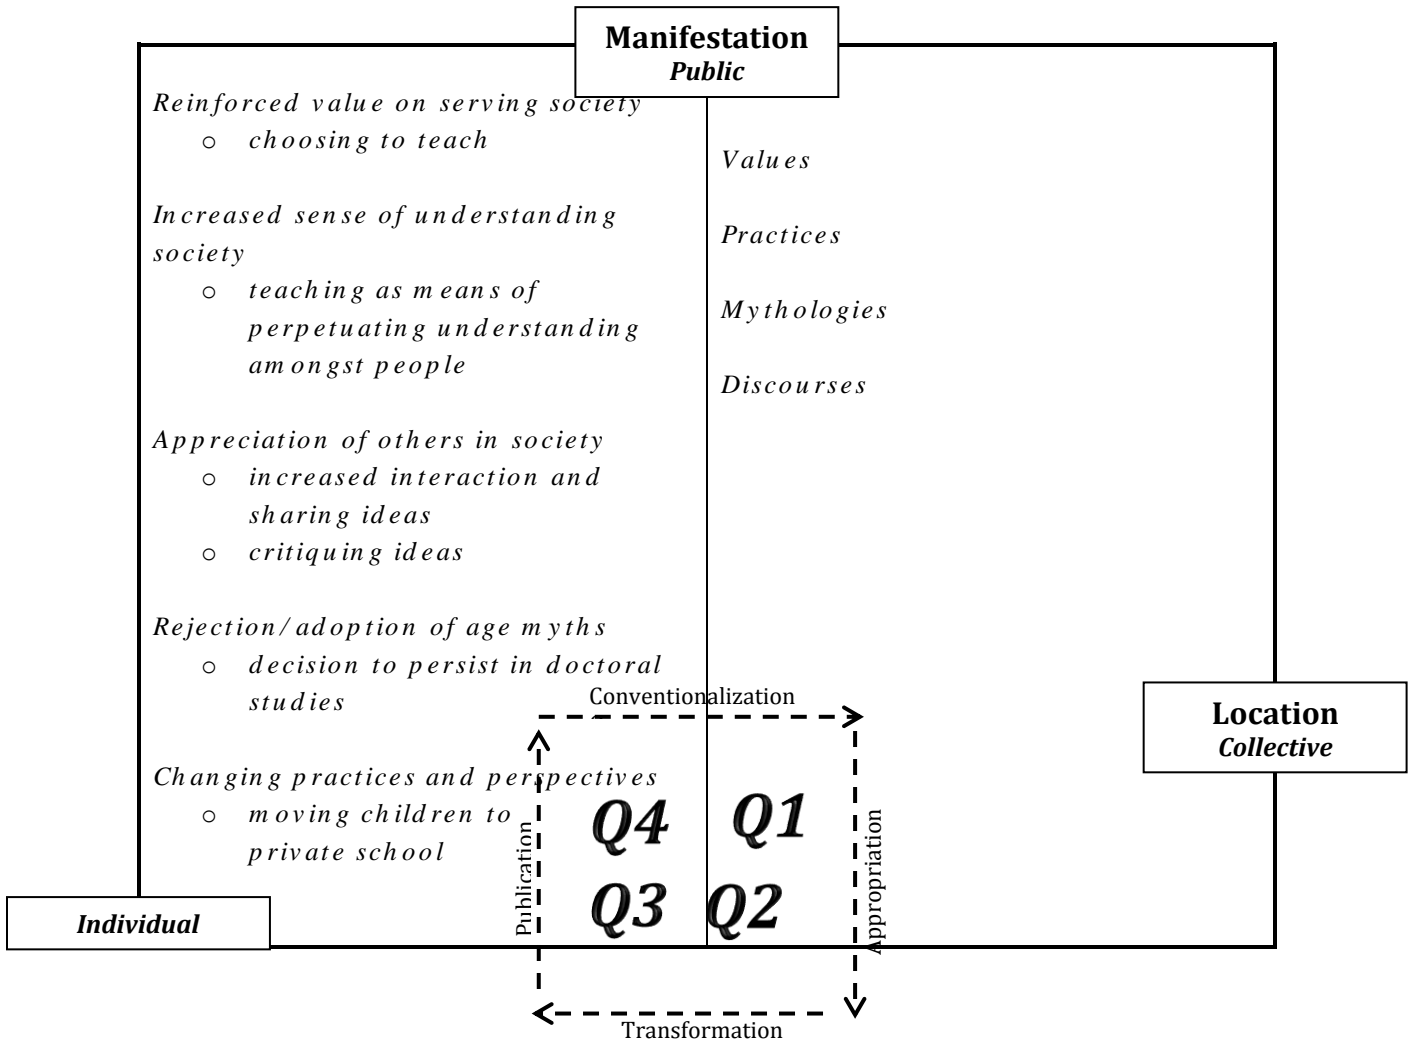 Manifestation
Public
Reinforced value on serving society
o choosing to teach
Increased sense of understanding
society
o teaching as means of
perpetuating understanding
amongst people
Appreciation of others in society
o increased interaction and
sharing ideas
o critiquing ideas
Rejection/adoption of age myths
o decision to persist in doctoral
studies
Changing practices and perspectives
o moving children to
private school
Values
Practices
Mythologies
Discourses
Location
Collective
Individual
Conventionalization
Publication
Q4
Q1
Q3
Q2
Appropriation
Transformation